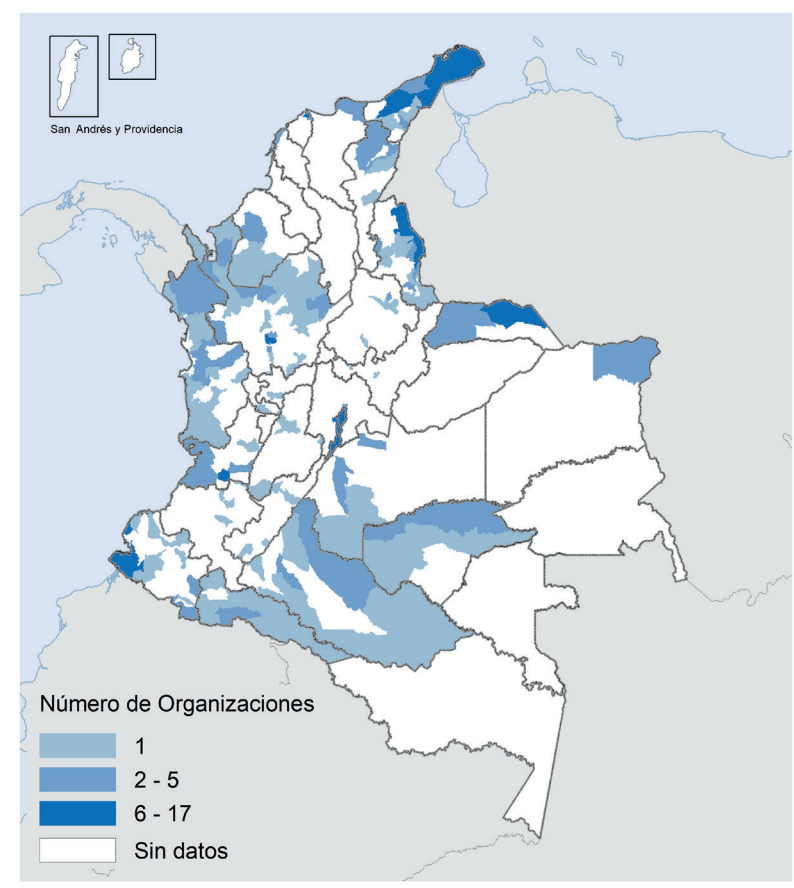 San Andrés y Providencia
Número de Organizaciones
1
2 - 5
6 - 17
Sin datos